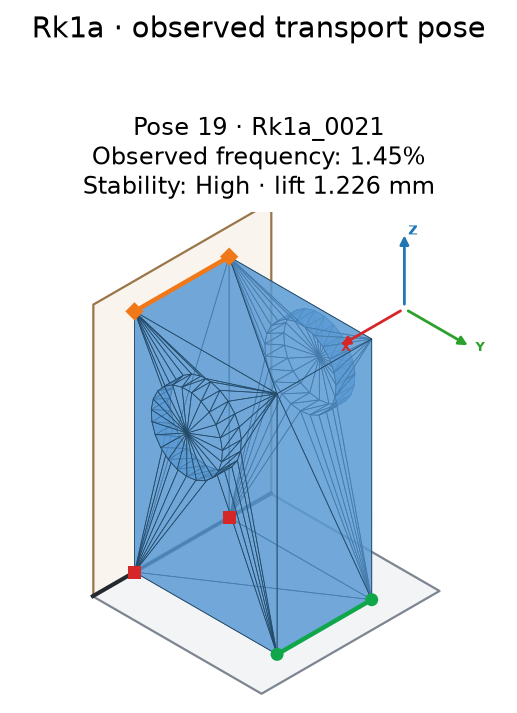 Rk1a · observed transport pose
Pose 19 · Rk1a_0021
Observed frequency: 1.45%
Stability: High · lift 1.226 mm
Z
X
Y